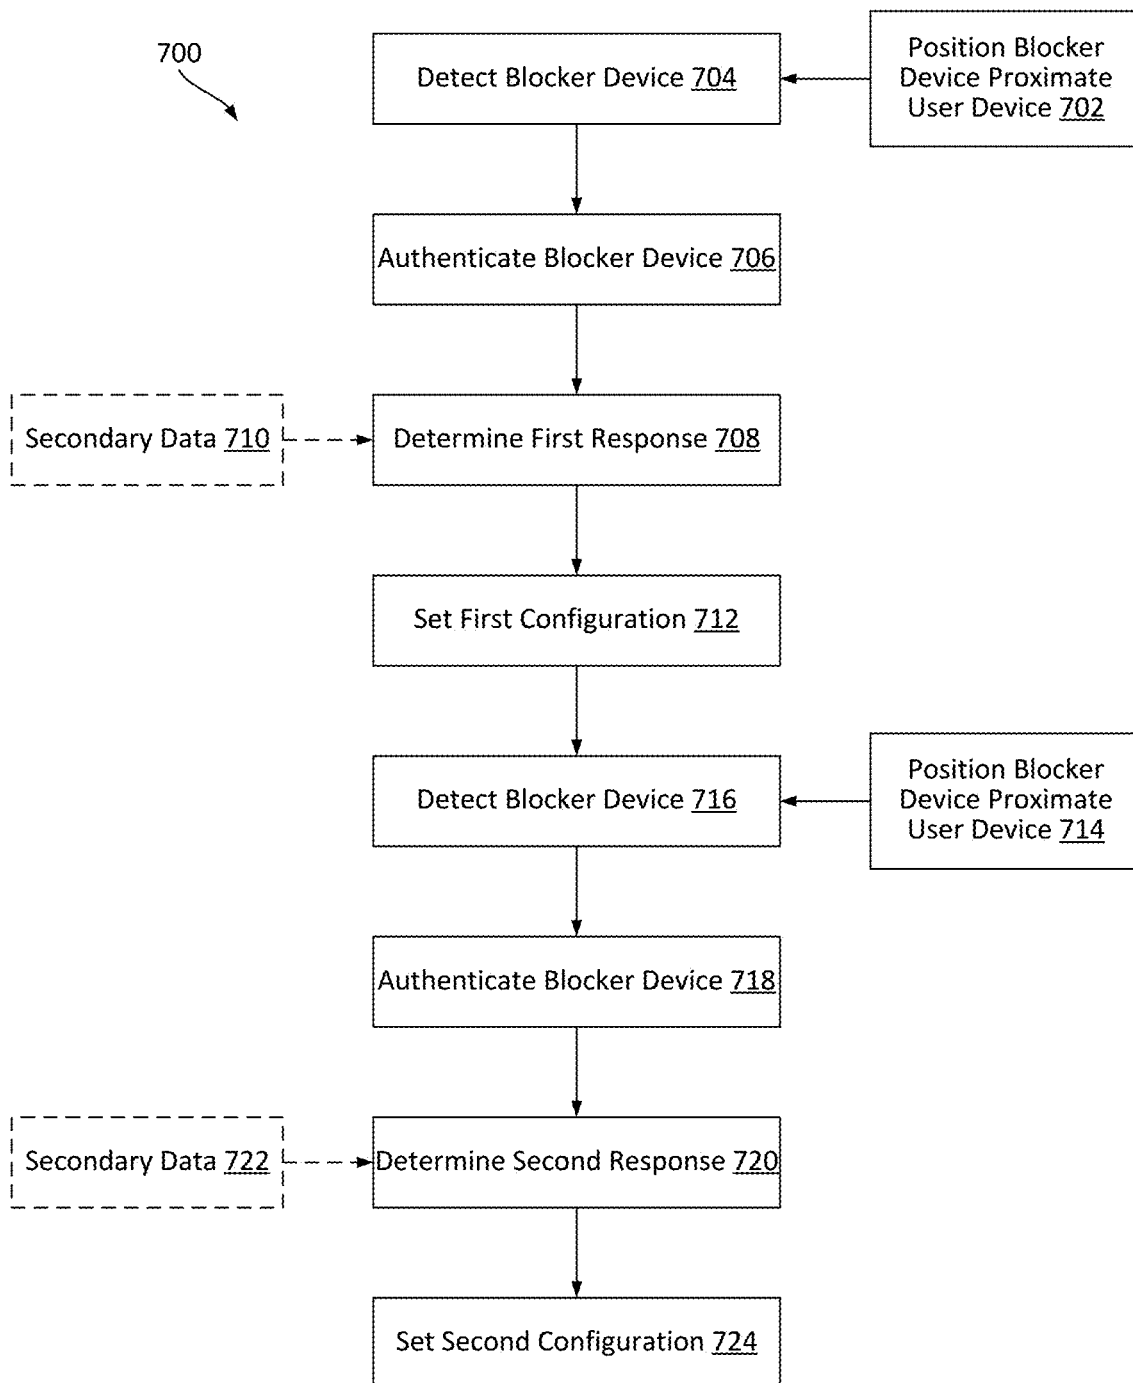 700
Detect Blocker Device 704
Position Blocker
Device Proximate
User Device 702
Authenticate Blocker Device 706
Secondary Data 710
Determine First Response 708
Set First Configuration 712
Detect Blocker Device 716
Position Blocker
Device Proximate
User Device 714
Authenticate Blocker Device 718
Secondary Data 722
Determine Second Response 720
Set Second Configuration 724